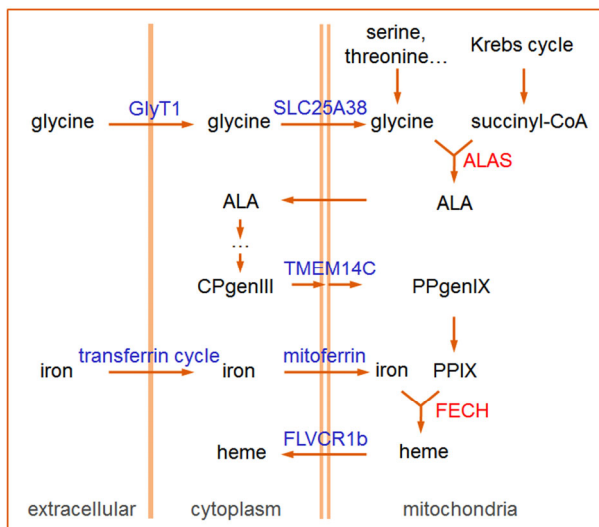 serine,
threonine... Krebs cycle
GlyT1 SLC25A38
glycine glycine glycine succinyl-CoA
ALAS
ALA ALA
...
TMEM14C
CPgenIII PPgenIX
transferrin cycle mitoferrin
iron iron iron PPIX
FECH
FLVCR1b
heme heme
extracellular cytoplasm mitochondria